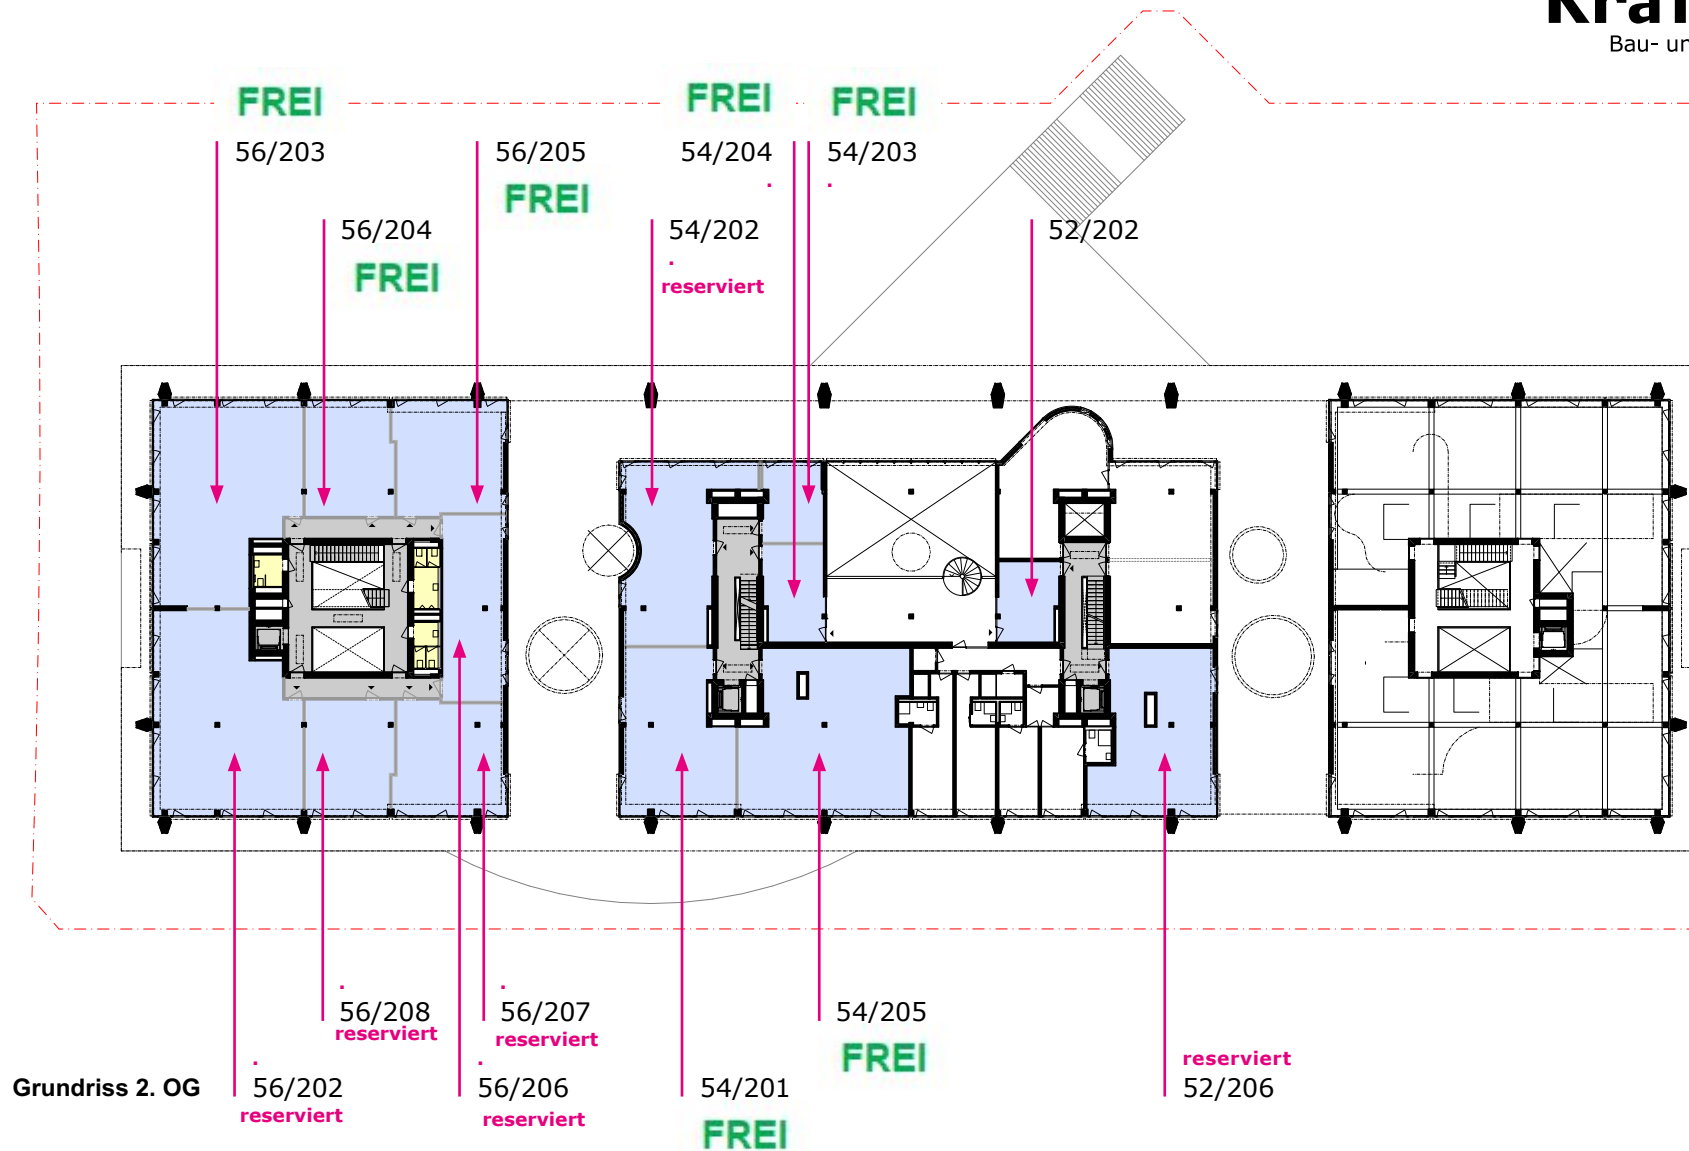 Bau- un
FREI
FREI
FREI
56/203
56/205
54/204
54/203
FREI
56/204
54/202
52/202
FREI
reserviert
56/208
reserviert
56/207
reserviert
54/205
FREI
reserviert
Grundriss 2. OG
56/202
reserviert
56/206
reserviert
54/201
52/206
FREI